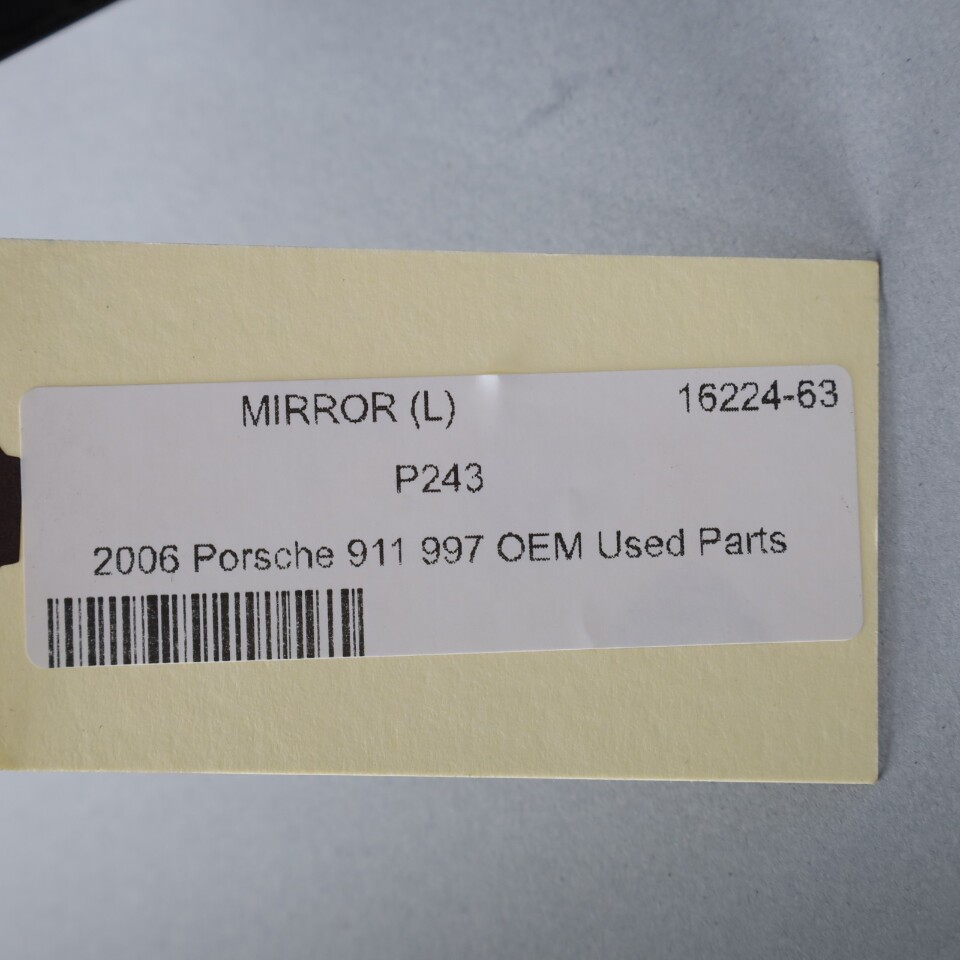 MIRROR (L) 16224-63
P243
2006 Porsche 911 997 OEM Used Parts